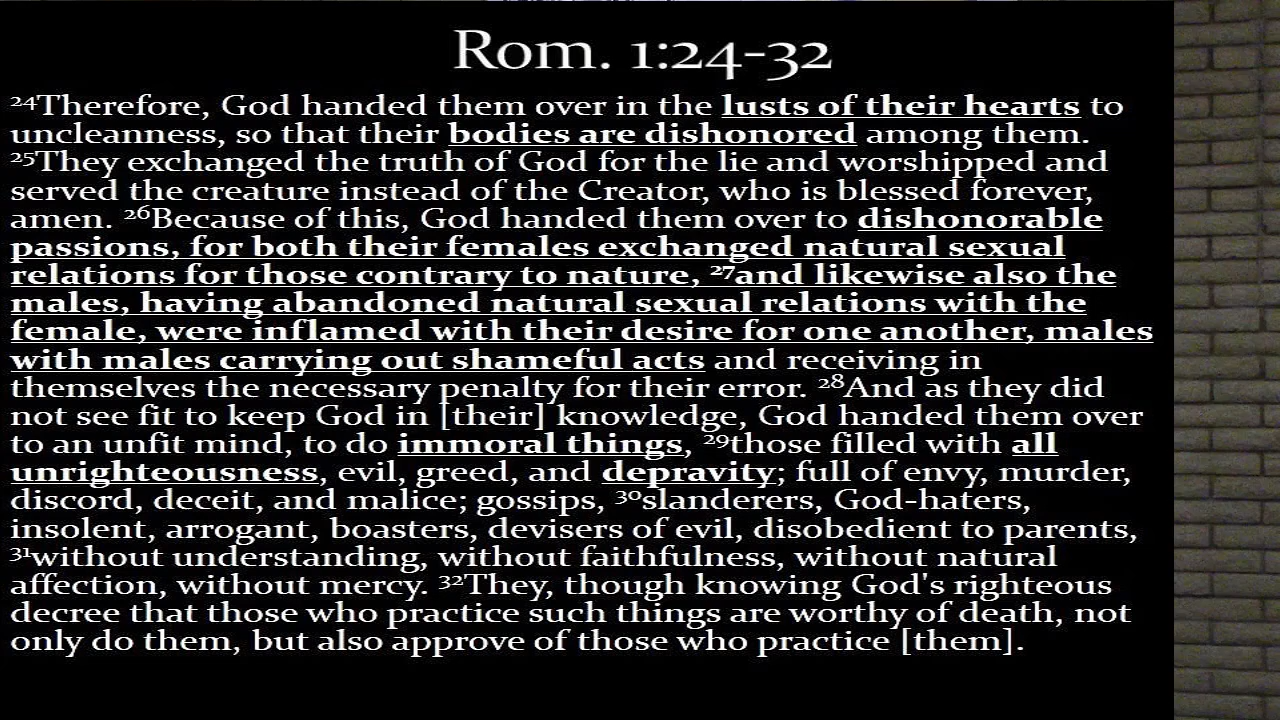 Rom. 1:24-32
²⁴Therefore, God handed them over in the lusts of their hearts to
uncleanness, so that their bodies are dishonored among them.
²⁵They exchanged the truth of God for the lie and worshipped and
served the creature instead of the Creator, who is blessed forever,
amen. ²⁶Because of this, God handed them over to dishonorable
passions, for both their females exchanged natural sexual
relations for those contrary to nature, ²⁷and likewise also the
males, having abandoned natural sexual relations with the
female, were inflamed with their desire for one another, males
with males carrying out shameful acts and receiving in
themselves the necessary penalty for their error. ²⁸And as they did
not see fit to keep God in [their] knowledge, God handed them over
to an unfit mind, to do immoral things, ²⁹those filled with all
unrighteousness, evil, greed, and depravity; full of envy, murder,
discord, deceit, and malice; gossips, ³⁰slanderers, God-haters,
insolent, arrogant, boasters, devisers of evil, disobedient to parents,
³¹without understanding, without faithfulness, without natural
affection, without mercy. ³²They, though knowing God's righteous
decree that those who practice such things are worthy of death, not
only do them, but also approve of those who practice [them].